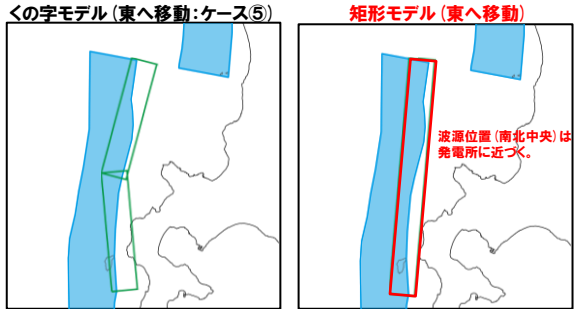 くの字モデル(東へ移動:ケース⑤)
矩形モデル(東へ移動)
波源位置(南北中央)は
発電所に近づく。